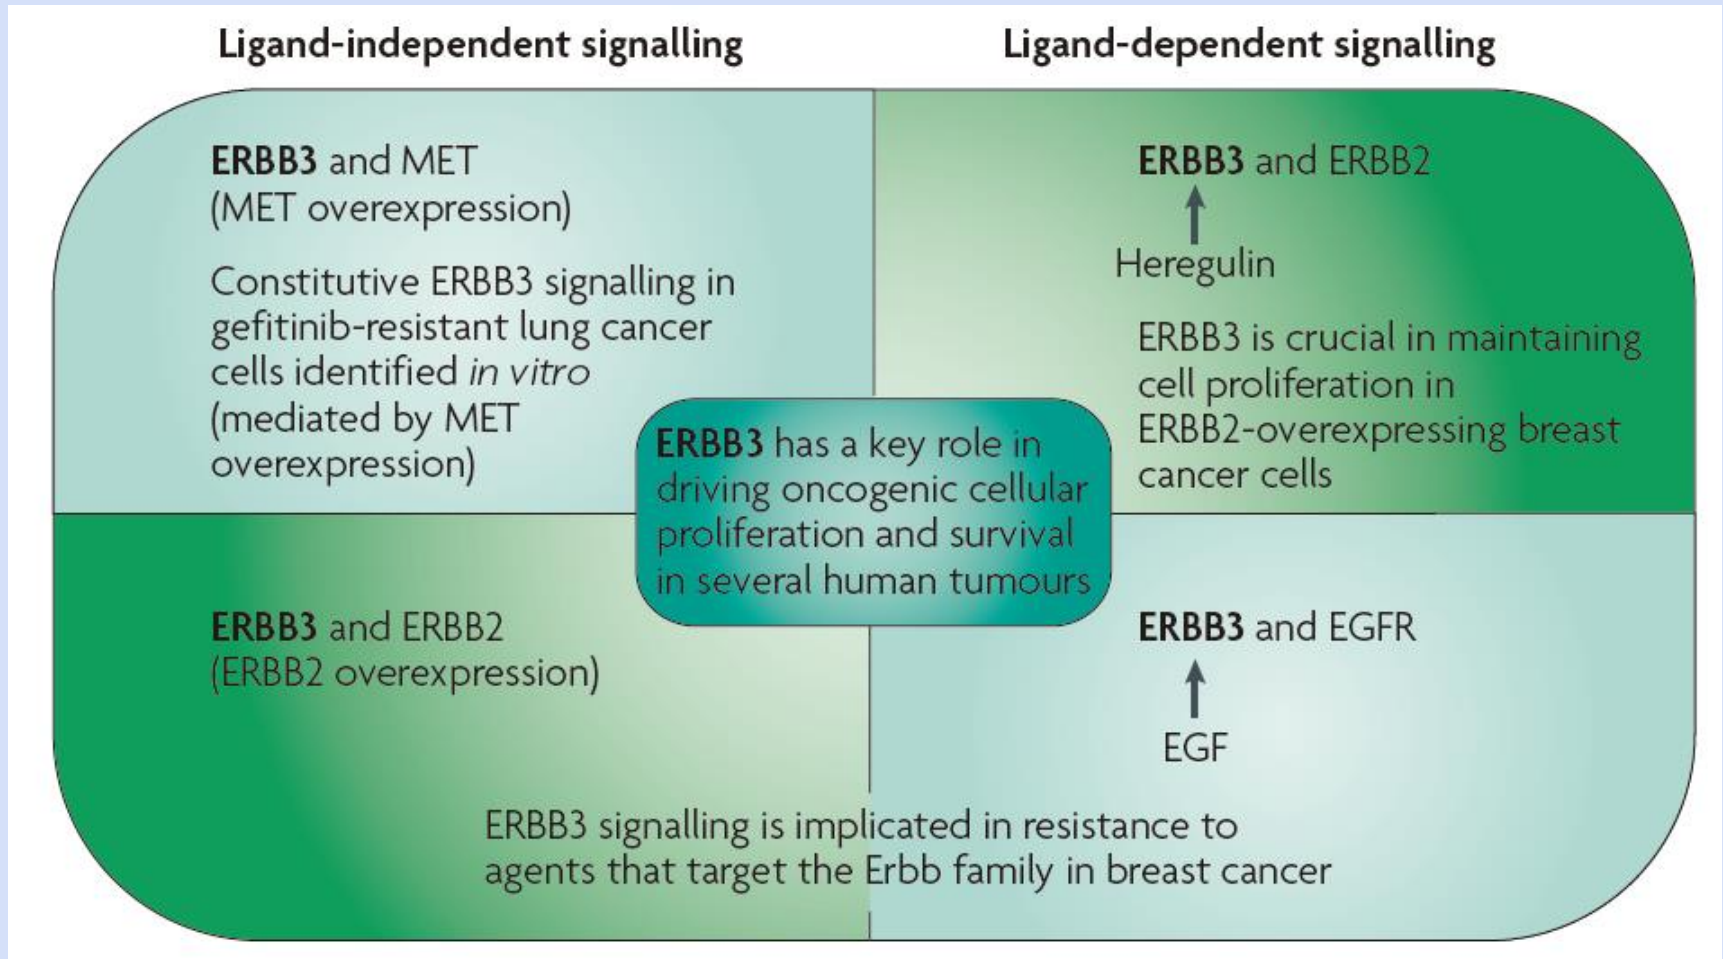 Ligand-independent signalling
Ligand-dependent signalling
ERBB3 and MET
(MET overexpression)
Constitutive ERBB3 signalling in
gefitinib-resistant lung cancer
cells identified in vitro
(mediated by MET
overexpression)
ERBB3 and ERBB2
Heregulin
ERBB3 is crucial in maintaining
cell proliferation in
ERBB2-overexpressing breast
cancer cells
ERBB3 has a key role in
driving oncogenic cellular
proliferation and survival
in several human tumours
ERBB3 and ERBB2
(ERBB2 overexpression)
ERBB3 and EGFR
EGF
ERBB3 signalling is implicated in resistance to
agents that target the Erbb family in breast cancer